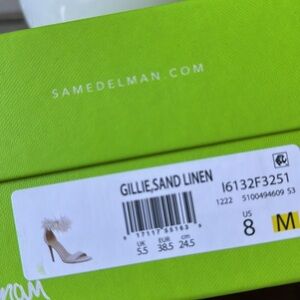 SAMEDELMAN.COM
GILLIE,SAND LINEN
I6132F3251
1222 5100494609 53
UK EUR cm
5.5 38.5 24.5
US
8 M